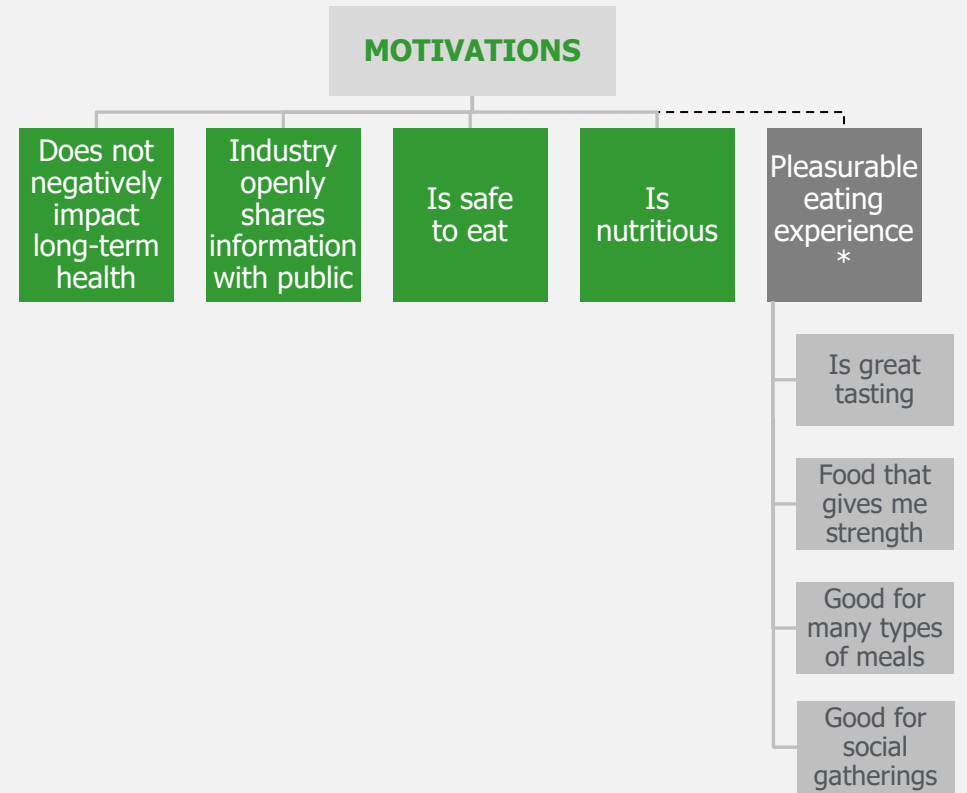 MOTIVATIONS
Does not
negatively
impact
long-term
health
Industry
openly
shares
information
with public
Is safe
to eat
Is
nutritious
Pleasurable
eating
experience
*
Is great
tasting
Food that
gives me
strength
Good for
many types
of meals
Good for
social
gatherings